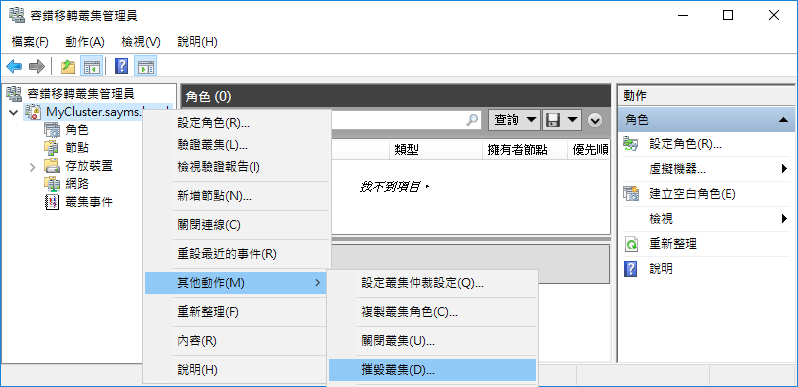 容錯移轉叢集管理員
檔案(F) 動作(A) 檢視(V) 說明(H)
容錯移轉叢集管理員
MyCluster.sayms.
角色
節點
存放裝置
網路
叢集事件
角色 (0)
查詢
類型 擁有者節點 優先順
找不到項目。
設定角色(R)...
驗證叢集(L)...
檢視驗證報告(I)
新增節點(N)...
關閉連線(C)
重設最近的事件(R)
其他動作(M)
重新整理(F)
內容(R)
說明(H)
設定叢集仲裁設定(Q)...
複製叢集角色(C)...
關閉叢集(U)...
摧毀叢集(D)...
動作
角色
設定角色(R)...
虛擬機器...
建立空白角色(E)
檢視
重新整理
說明